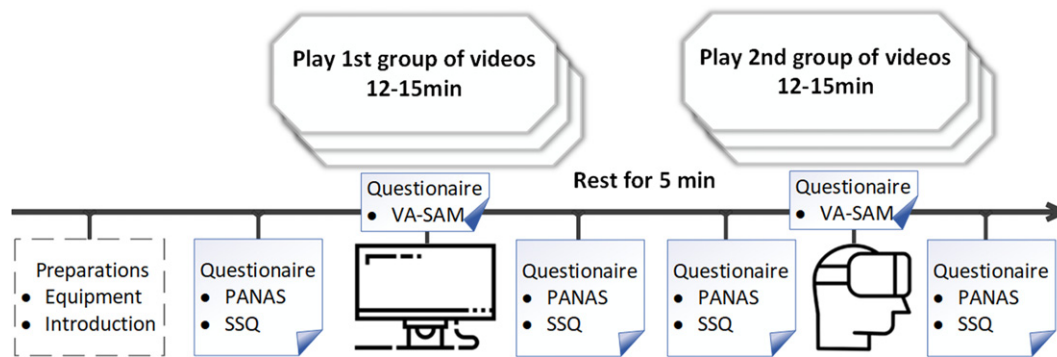 Play 1st group of videos
12-15min
Play 2nd group of videos
12-15min
Questionaire
• VA-SAM
Rest for 5 min
Questionaire
• VA-SAM
Preparations
• Equipment
• Introduction
Questionaire
• PANAS
• SSQ
Questionaire
• PANAS
• SSQ
Questionaire
• PANAS
• SSQ
Questionaire
• PANAS
• SSQ